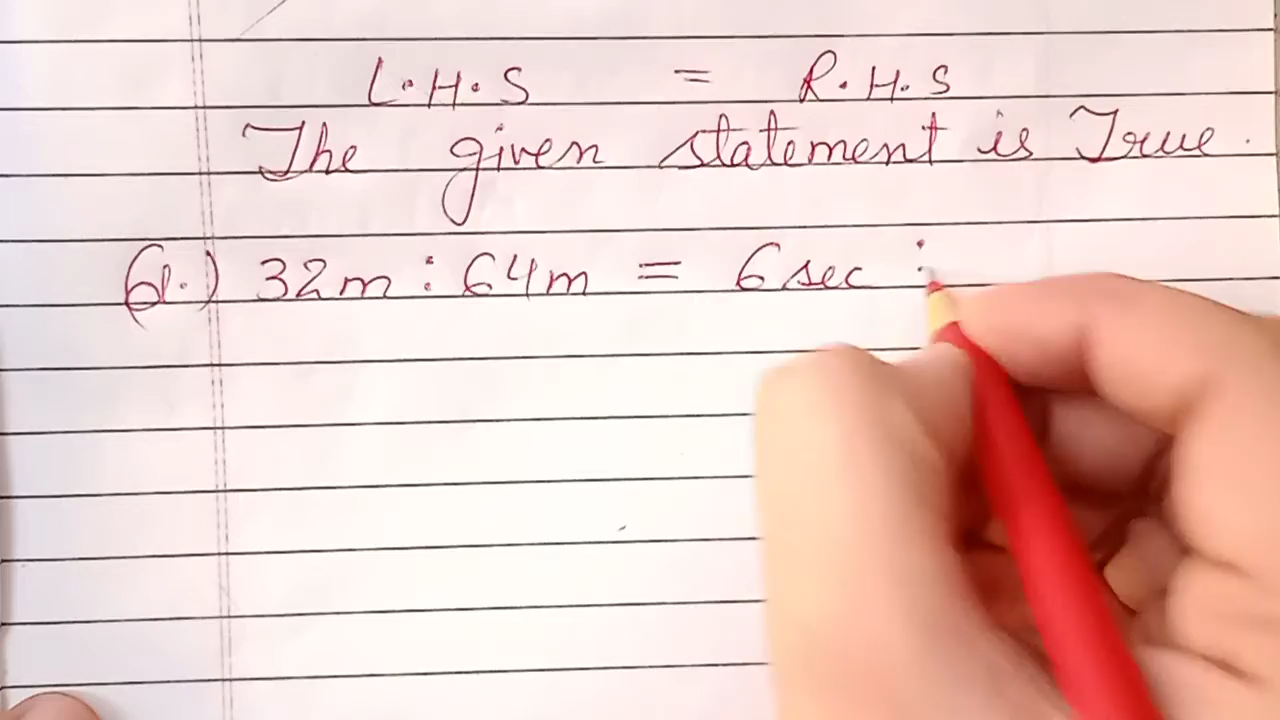 L.H.S = R.H.S
The given statement is True.
(d.) 32m : 64m = 6sec :